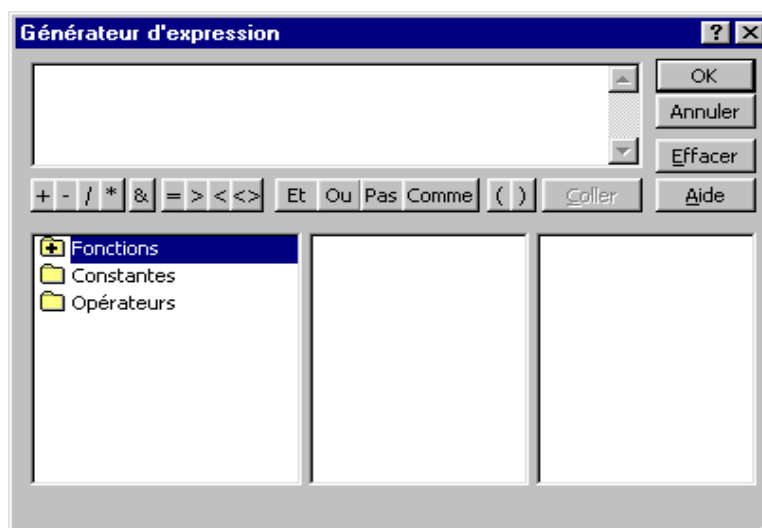 Générateur d'expression
OK
Annuler
Effacer
+ - / * & = > < <> Et Ou Pas Comme ( ) Coller Aide
Fonctions
Constantes
Opérateurs